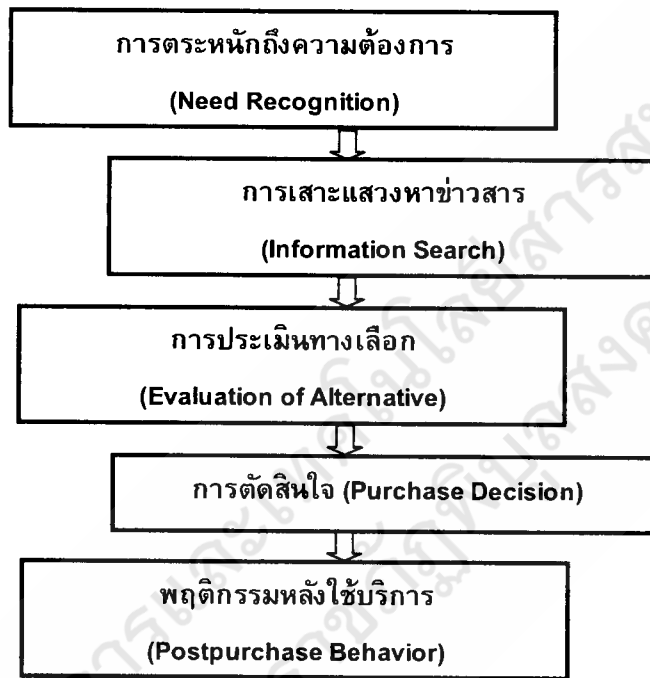 การตระหนักถึงความต้องการ
(Need Recognition)
การเสาะแสวงหาข่าวสาร
(Information Search)
การประเมินทางเลือก
(Evaluation of Alternative)
การตัดสินใจ (Purchase Decision)
พฤติกรรมหลังใช้บริการ
(Postpurchase Behavior)